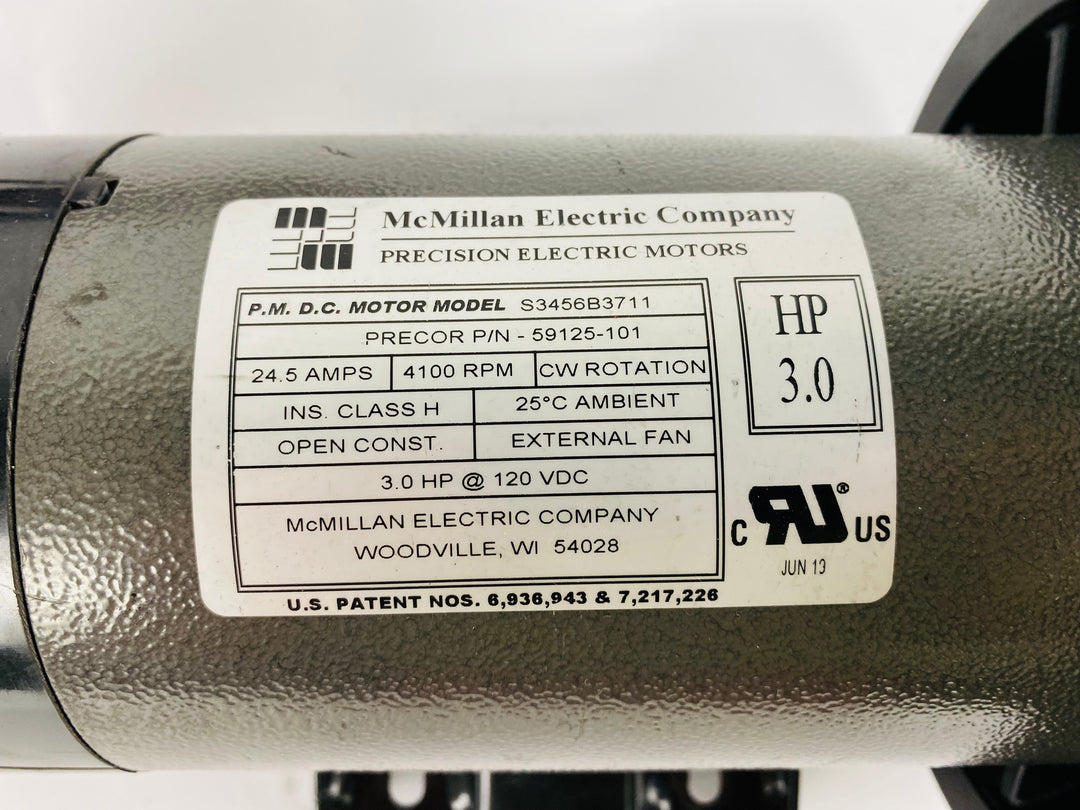 McMillan Electric Company
PRECISION ELECTRIC MOTORS
P.M. D.C. MOTOR MODEL S3456B3711
PRECOR P/N - 59125-101
24.5 AMPS 4100 RPM CW ROTATION
INS. CLASS H 25°C AMBIENT
OPEN CONST. EXTERNAL FAN
3.0 HP @ 120 VDC
McMILLAN ELECTRIC COMPANY
WOODVILLE, WI 54028
U.S. PATENT NOS. 6,936,943 & 7,217,226
HP
3.0
C RU® US
JUN 19